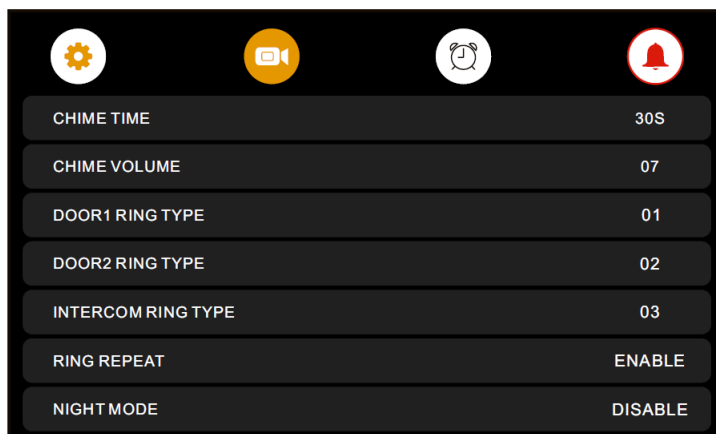 CHIME TIME 30S
CHIME VOLUME 07
DOOR1 RING TYPE 01
DOOR2 RING TYPE 02
INTERCOM RING TYPE 03
RING REPEAT ENABLE
NIGHT MODE DISABLE